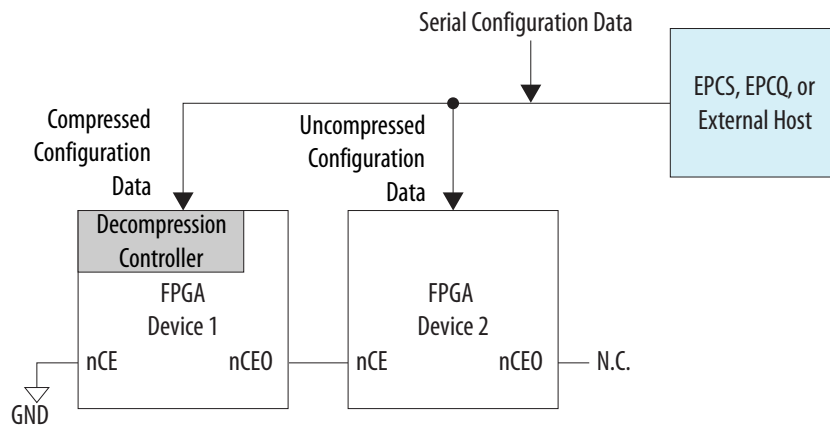 Serial Configuration Data
EPCS, EPCQ, or
External Host
Compressed
Configuration
Data
Uncompressed
Configuration
Data
Decompression
Controller
FPGA
Device 1
nCE
nCEO
FPGA
Device 2
nCE
nCEO
N.C.
GND